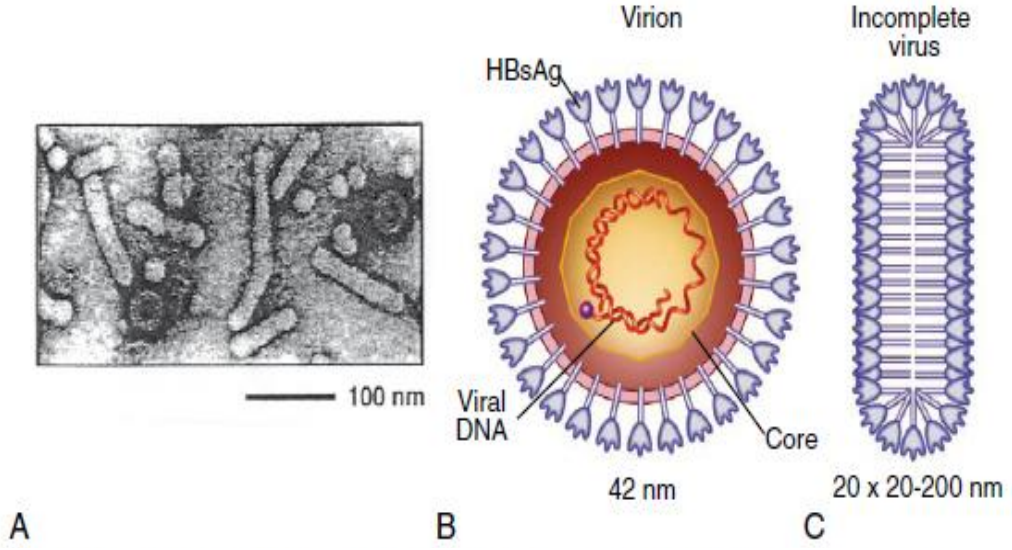 Virion
Incomplete
virus
HBsAg
100 nm
Viral
DNA
Core
42 nm
20 x 20-200 nm
A
B
C